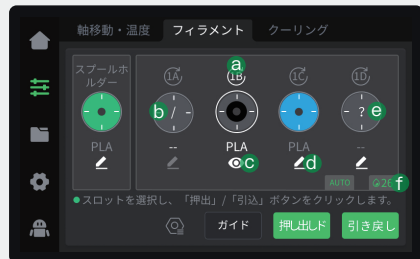 軸移動・温度 フィラメント クーリング
スプールホ
ルダー
1A 1B 1C 1D
a
b / c d ? e
PLA -- PLA PLA --
AUTO f
●スロットを選択し、「押出」/「引込」ボタンをクリックします。
ガイド 押し出しド 引き戻し